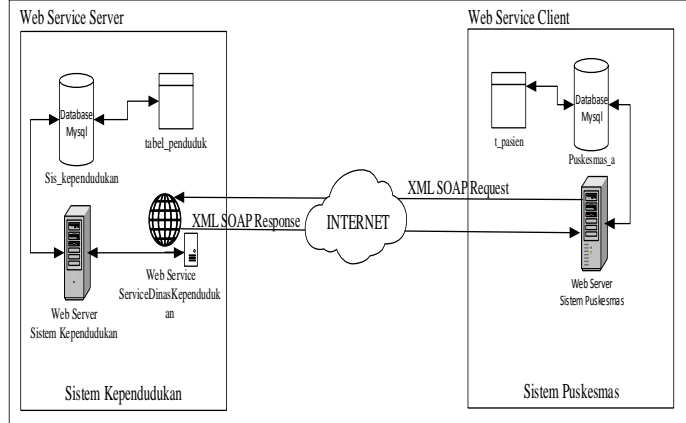 Web Service Server
Database
Mysql
Sis_kependudukan
tabel_penduduk
Web Server
Sistem Kependudukan
Web Service
ServiceDinasKependuduk
an
Sistem Kependudukan
XML SOAP Request
XML SOAP Response
INTERNET
Web Service Client
t_pasien
Database
Mysql
Puskesmas_a
Web Server
Sistem Puskesmas
Sistem Puskesmas